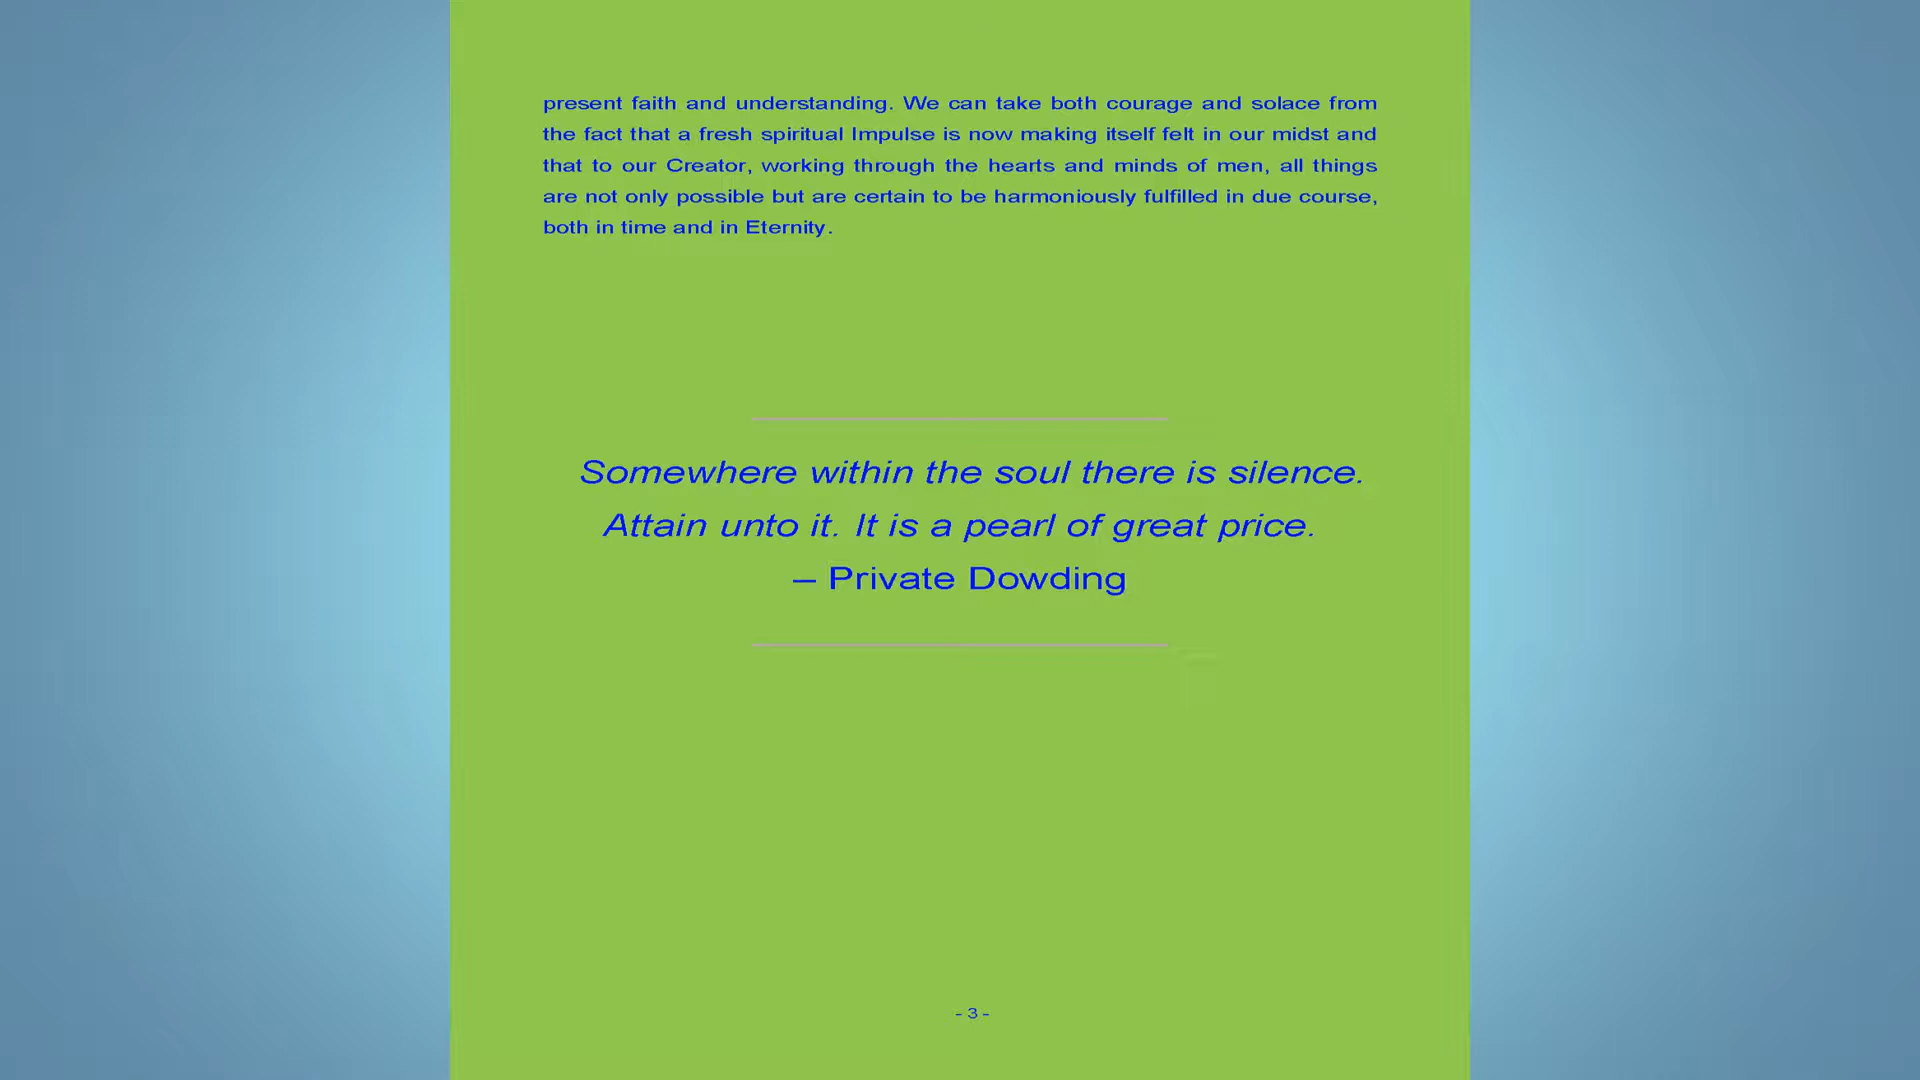 present faith and understanding. We can take both courage and solace from
the fact that a fresh spiritual Impulse is now making itself felt in our midst and
that to our Creator, working through the hearts and minds of men, all things
are not only possible but are certain to be harmoniously fulfilled in due course,
both in time and in Eternity.
Somewhere within the soul there is silence.
Attain unto it. It is a pearl of great price.
– Private Dowding
- 3 -